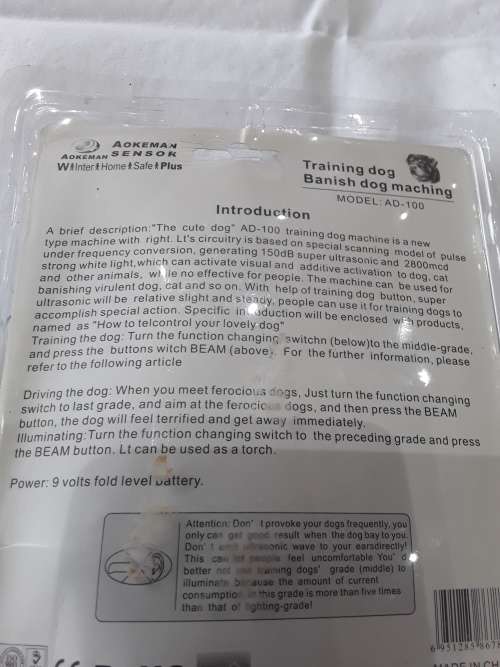 AOKEMAN
SENSOR
AOKEMAN
WInter Home Safe Plus
Training dog
Banish dog maching
MODEL: AD-100
Introduction
A brief description:"The cute dog" AD-100 training dog machine is a new
type machine with right. Lt's circuitry is based on special scanning model of pulse
under frequency conversion, generating 150dB super ultrasonic and 2800mcd
strong white light,which can activate visual and additive activation to dog, cat
and other animals, while no effective for people. The machine can be used for
banishing virulent dog, cat and so on. With help of training dog button, super
ultrasonic will be relative slight and steady, people can use it for training dogs to
accomplish special action. Specific introduction will be enclosed with products,
named as "How to telcontrol your lovely dog"
Training the dog: Turn the function changing switchn (below)to the middle-grade,
and press the buttons witch BEAM (above). For the further information, please
refer to the following article
Driving the dog: When you meet ferocious dogs, Just turn the function changing
switch to last grade, and aim at the ferocious dogs, and then press the BEAM
button, the dog will feel terrified and get away immediately.
Illuminating:Turn the function changing switch to the preceding grade and press
the BEAM button. Lt can be used as a torch.
Power: 9 volts fold level battery.
Attention: Don't provoke your dogs frequently, you
only can get good result when the dog bay to you.
Don't emit ultrasonic wave to your earsdirectly!
This can let people feel uncomfortable You'd
better not use training dogs' grade (middle) to
illuminate because the amount of current
consumption in this grade is more than five times
than that of lighting-grade!
6 951285 867
MADE IN CH